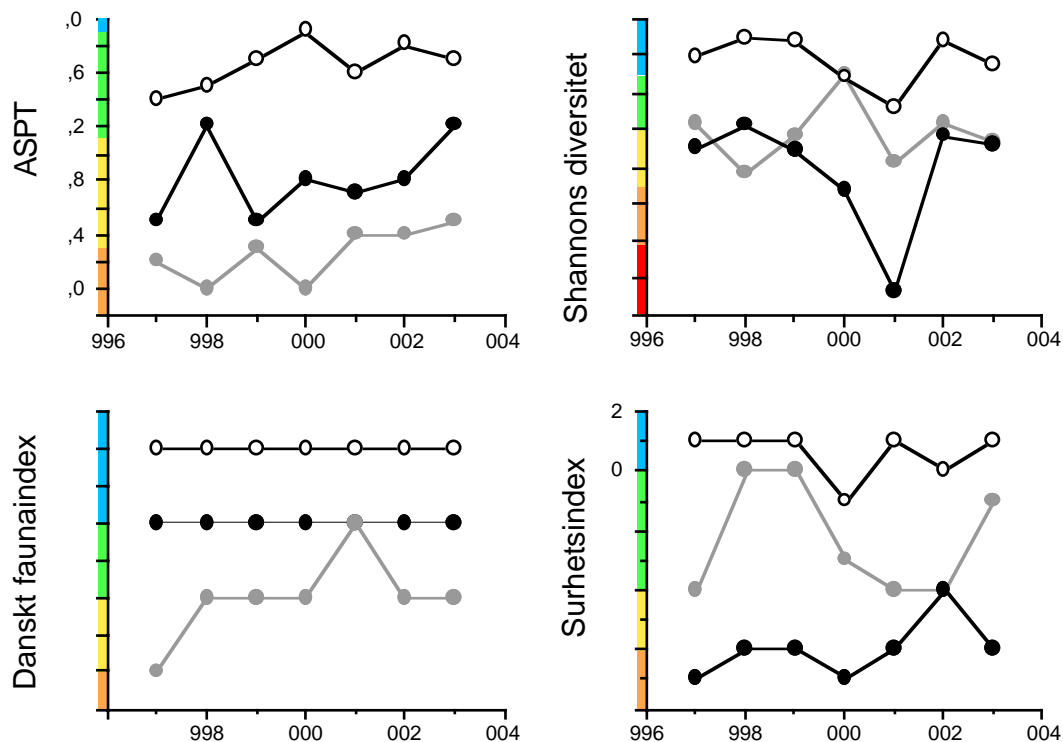 ,0
,6
,2
,8
,4
,0
ASPT
996 998 000 002 004
Shannons diversitet
996 998 000 002 004
Danskt faunaindex
998 000 002 004
2
0
Surhetsindex
996 998 000 002 004